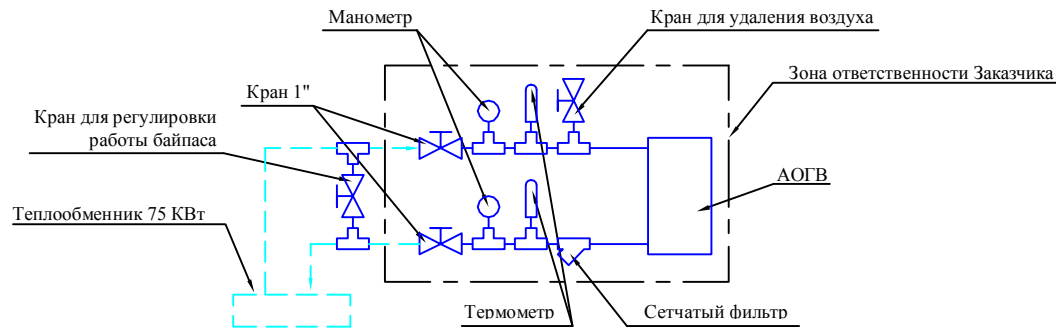 Манометр
Кран для удаления воздуха
Зона ответственности Заказчика
Кран 1"
Кран для регулировки
работы байпаса
АОГВ
Теплообменник 75 КВт
Термометр
Сетчатый фильтр